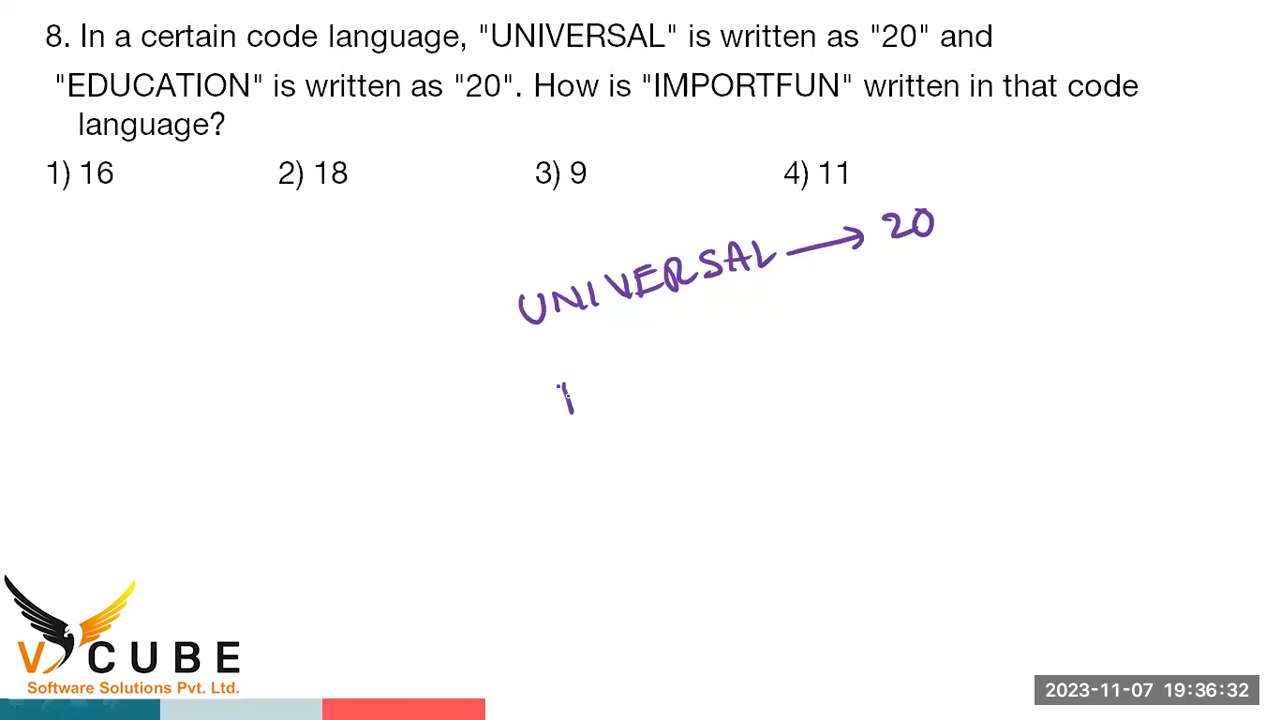 8. In a certain code language, "UNIVERSAL" is written as "20" and
"EDUCATION" is written as "20". How is "IMPORTFUN" written in that code
language?
1) 16 2) 18 3) 9 4) 11
UNIVERSAL → 20
V CUBE
Software Solutions Pvt. Ltd.
2023-11-07 19:36:32